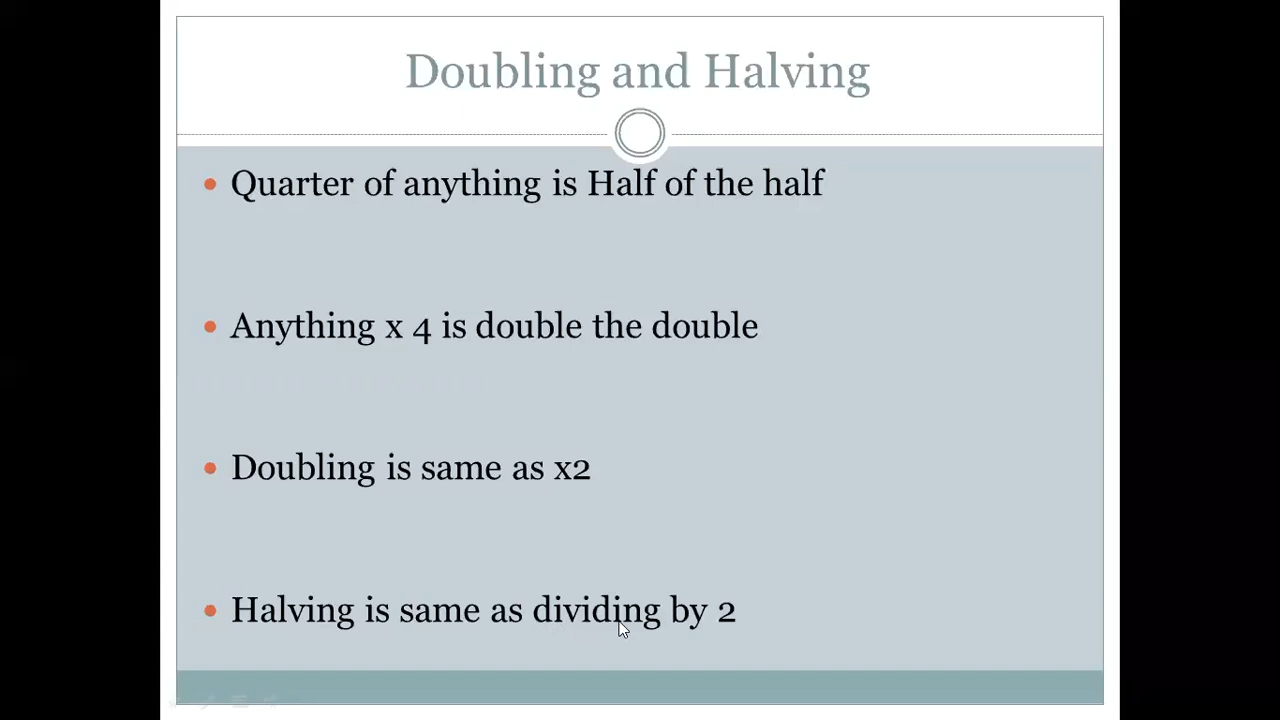 Doubling and Halving
Quarter of anything is Half of the half
Anything x 4 is double the double
Doubling is same as x2
Halving is same as dividing by 2